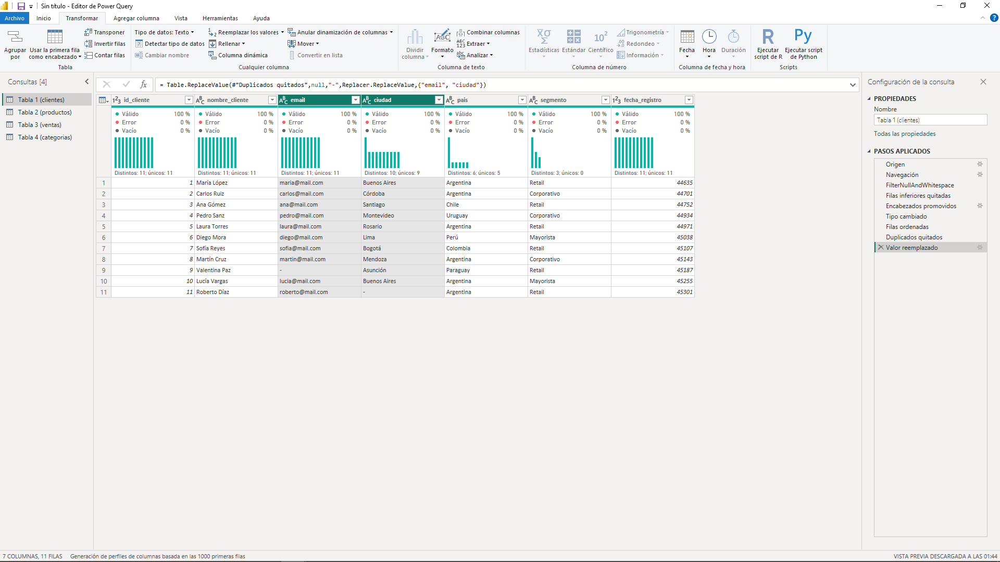 Sin título - Editor de Power Query
Archivo Inicio Transformar Agregar columna Vista Herramientas Ayuda
Agrupar por
Usar la primera fila como encabezado
Transponer
Invertir filas
Contar filas
Tabla
Tipo de datos: Texto
Detectar tipo de datos
Cambiar nombre
Reemplazar los valores
Rellenar
Columna dinámica
Anular dinamización de columnas
Mover
Convertir en lista
Cualquier columna
Dividir columna
Formato
Combinar columnas
Extraer
Analizar
Columna de texto
Estadísticas
Estándar
Científico
Trigonometría
Redondeo
Información
Columna de número
Fecha
Hora
Duración
Columna de fecha y hora
Ejecutar script de R
Ejecutar script de Python
Scripts
Consultas [4]
Tabla 1 (clientes)
Tabla 2 (productos)
Tabla 3 (ventas)
Tabla 4 (categorias)
= Table.ReplaceValue(#"Duplicados quitados",null,"-",Replacer.ReplaceValue,{"email", "ciudad"})
id_cliente nombre_cliente email ciudad pais segmento fecha_registro
Válido 100 % Válido 100 % Válido 100 % Válido 100 % Válido 100 % Válido 100 % Válido 100 %
Error 0 % Error 0 % Error 0 % Error 0 % Error 0 % Error 0 % Error 0 %
Vacío 0 % Vacío 0 % Vacío 0 % Vacío 0 % Vacío 0 % Vacío 0 % Vacío 0 %
Distintos: 11; únicos: 11 Distintos: 11; únicos: 11 Distintos: 11; únicos: 11 Distintos: 10; únicos: 9 Distintos: 6; únicos: 5 Distintos: 3; únicos: 0 Distintos: 11; únicos: 11
1 1 María López maria@mail.com Buenos Aires Argentina Retail 44635
2 2 Carlos Ruiz carlos@mail.com Córdoba Argentina Corporativo 44701
3 3 Ana Gómez ana@mail.com Santiago Chile Retail 44752
4 4 Pedro Sanz pedro@mail.com Montevideo Uruguay Corporativo 44934
5 5 Laura Torres laura@mail.com Rosario Argentina Retail 44971
6 6 Diego Mora diego@mail.com Lima Perú Mayorista 45038
7 7 Sofía Reyes sofia@mail.com Bogotá Colombia Retail 45107
8 8 Martín Cruz martin@mail.com Mendoza Argentina Corporativo 45143
9 9 Valentina Paz - Asunción Paraguay Retail 45187
10 10 Lucía Vargas lucia@mail.com Buenos Aires Argentina Mayorista 45255
11 11 Roberto Díaz roberto@mail.com - Argentina Retail 45301
Configuración de la consulta
PROPIEDADES
Nombre
Tabla 1 (clientes)
Todas las propiedades
PASOS APLICADOS
Origen
Navegación
FilterNullAndWhitespace
Filas inferiores quitadas
Encabezados promovidos
Tipo cambiado
Filas ordenadas
Duplicados quitados
Valor reemplazado
7 COLUMNAS, 11 FILAS Generación de perfiles de columnas basada en las 1000 primeras filas
VISTA PREVIA DESCARGADA A LAS 01:44